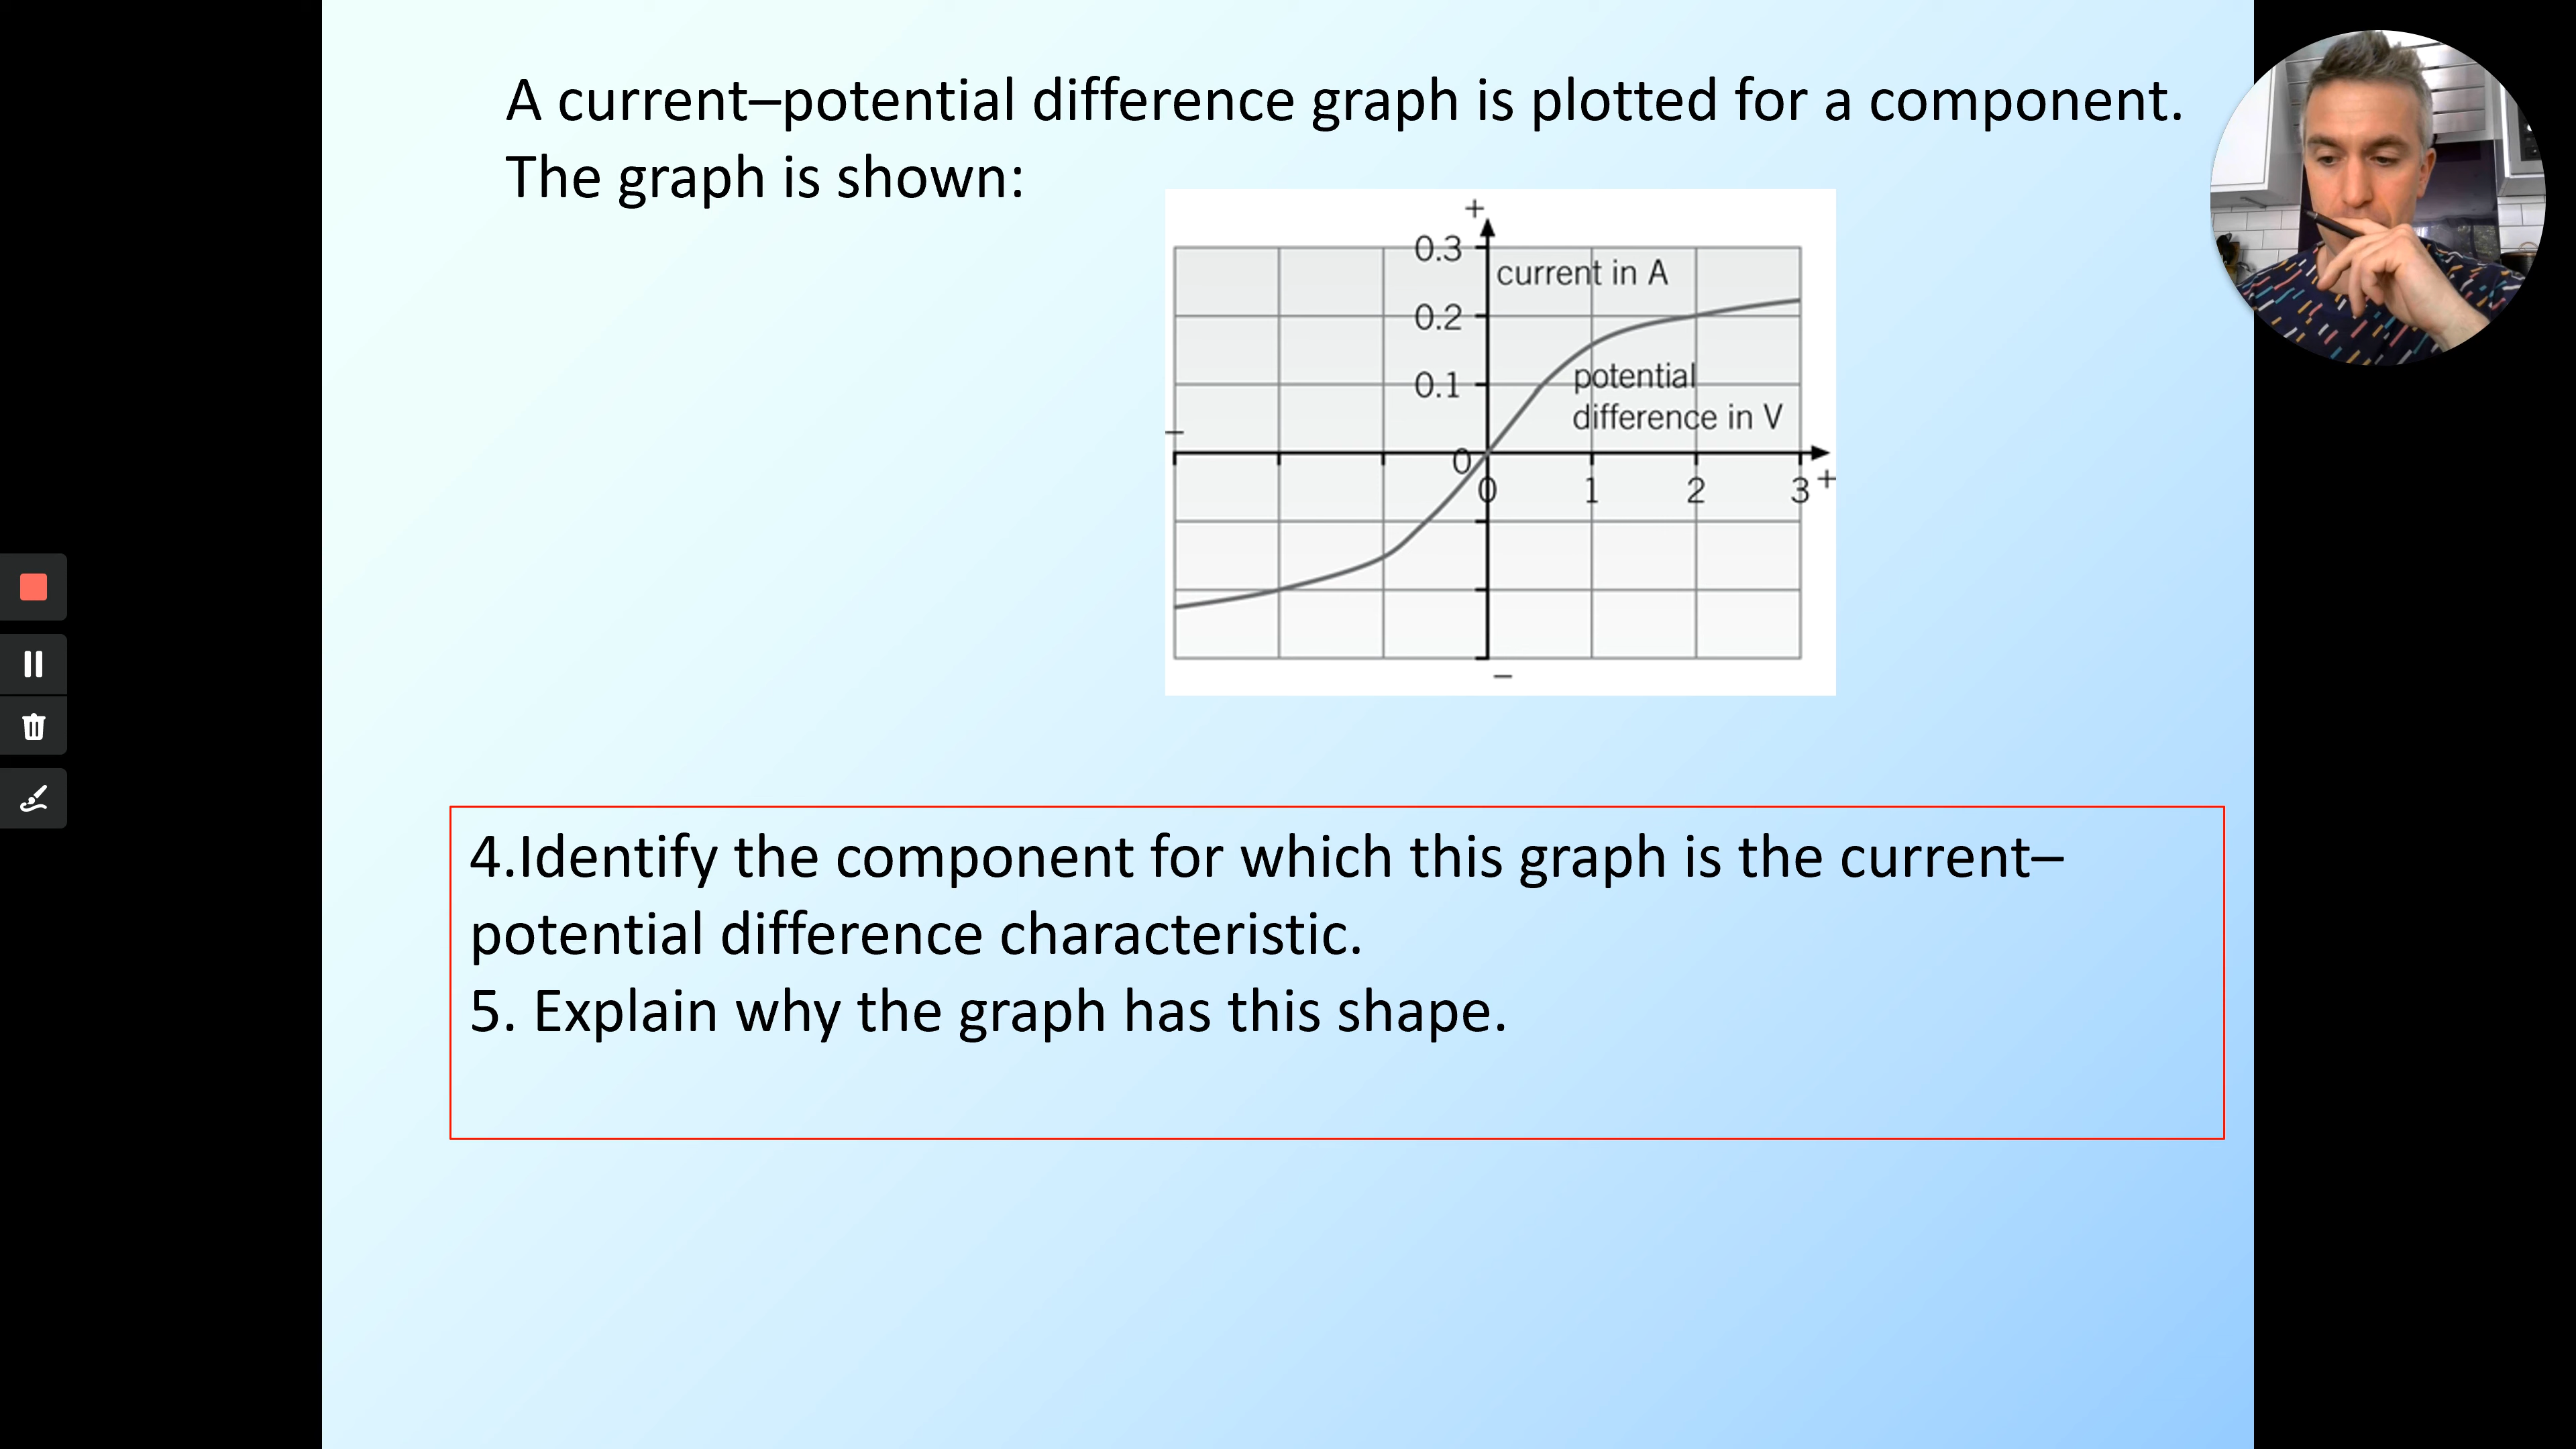 A current–potential difference graph is plotted for a component.
The graph is shown:
+
0.3
current in A
0.2
0.1
potential
difference in V
–
0
0 1 2 3 +
–
4.Identify the component for which this graph is the current–
potential difference characteristic.
5. Explain why the graph has this shape.